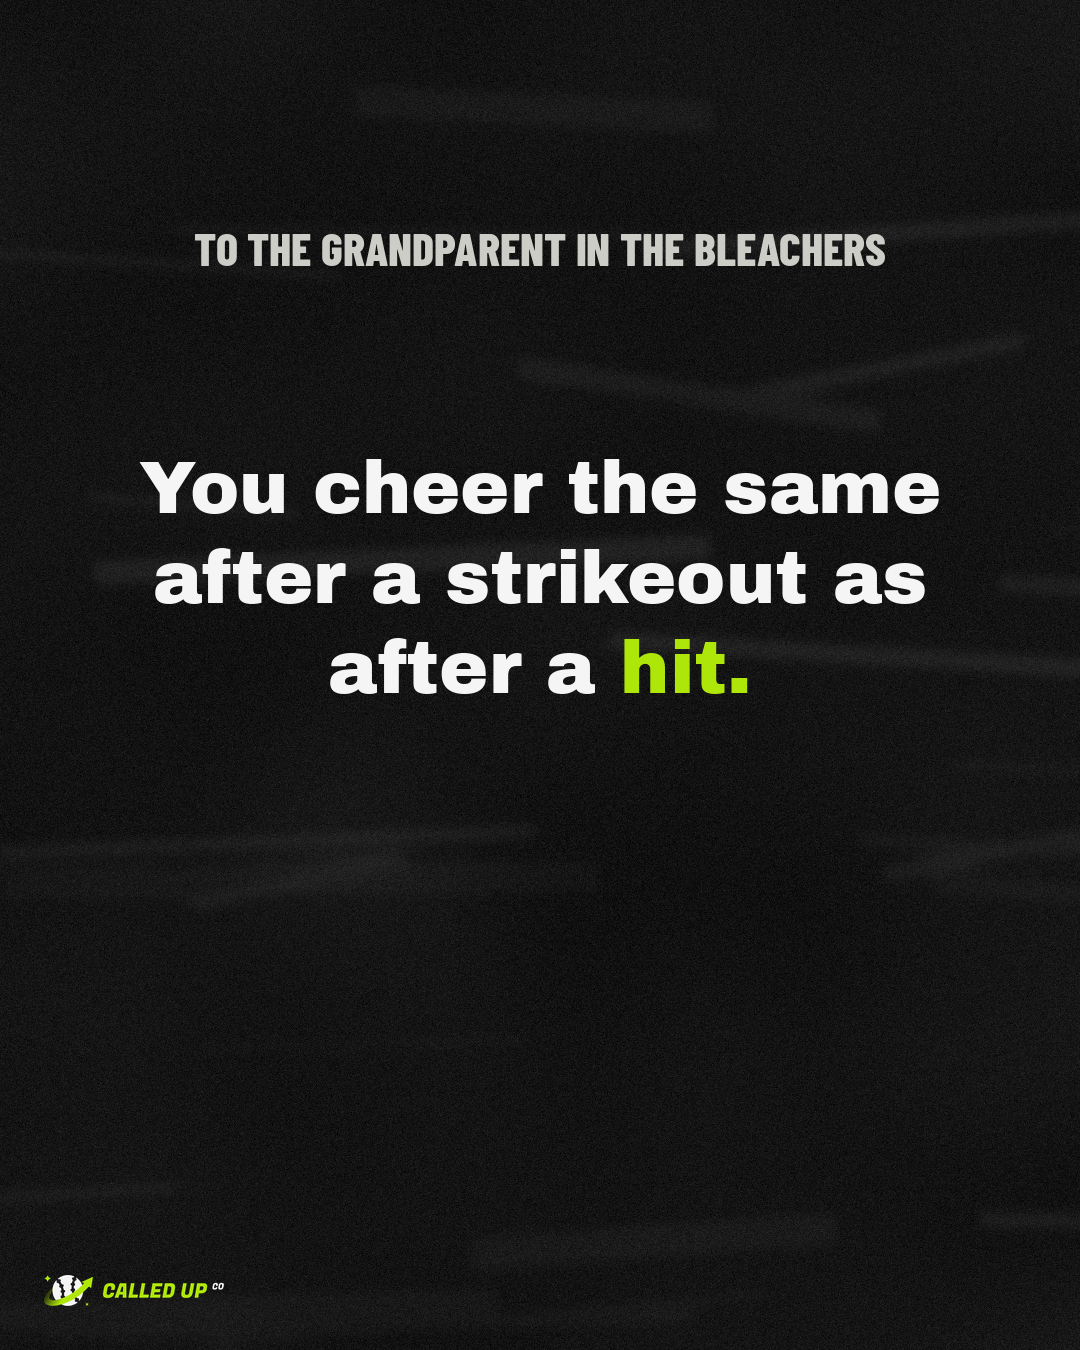 TO THE GRANDPARENT IN THE BLEACHERS
You cheer the same
after a strikeout as
after a hit.
CALLED UP CO